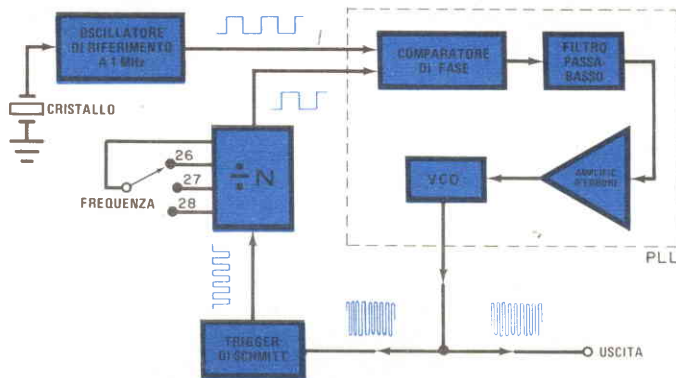 OSCILLATORE
DI RIFERIMENTO
A 1 MHz
CRISTALLO
COMPARATORE
DI FASE
FILTRO
PASSA-
BASSO
AMPLIFIC.
D'ERRORE
VCO
PLL
26
27
28
FREQUENZA
÷ N
TRIGGER
DI SCHMITT
USCITA